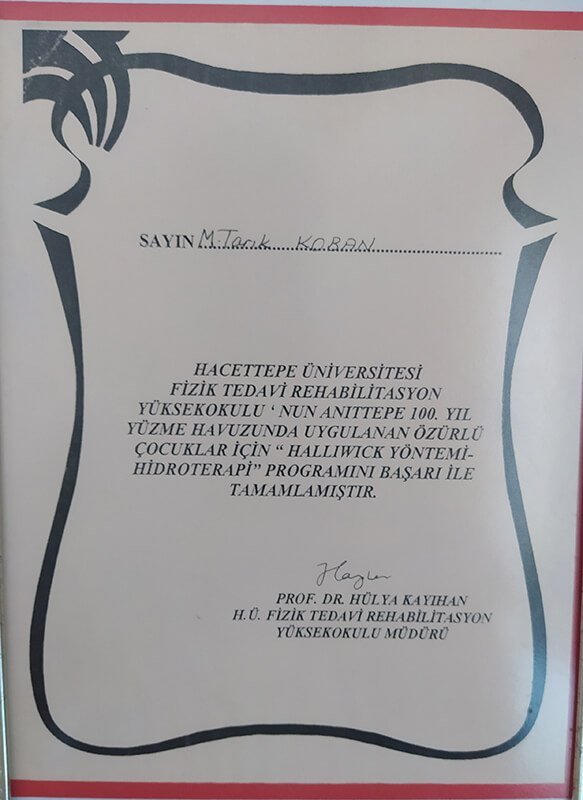 SAYIN M.Tarık KOBAN
HACETTEPE ÜNİVERSİTESİ
FİZİK TEDAVİ REHABİLİTASYON
YÜKSEKOKULU ‘ NUN ANITTEPE 100. YIL
YÜZME HAVUZUNDA UYGULANAN ÖZÜRLÜ
ÇOCUKLAR İÇİN “ HALLIWICK YÖNTEMİ-
HİDROTERAPİ” PROGRAMINI BAŞARI İLE
TAMAMLAMIŞTIR.
PROF. DR. HÜLYA KAYIHAN
H.Ü. FİZİK TEDAVİ REHABİLİTASYON
YÜKSEKOKULU MÜDÜRÜ